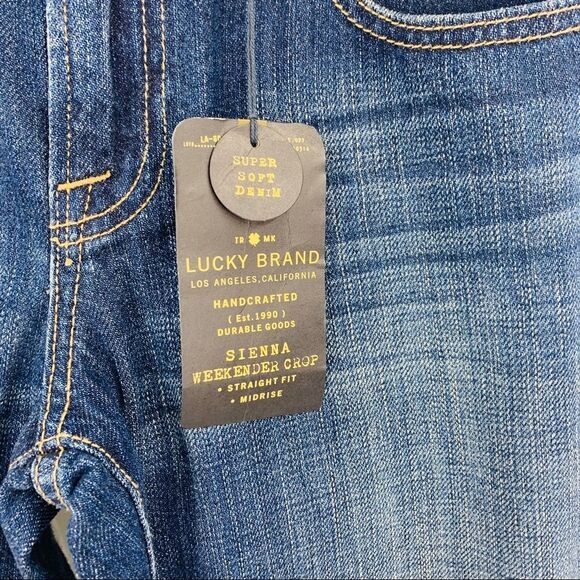 SUPER
SOFT
DENIM
TR MK
LUCKY BRAND
LOS ANGELES, CALIFORNIA
HANDCRAFTED
( Est. 1990 )
DURABLE GOODS
SIENNA
WEEKENDER CROP
• STRAIGHT FIT
• MIDRISE